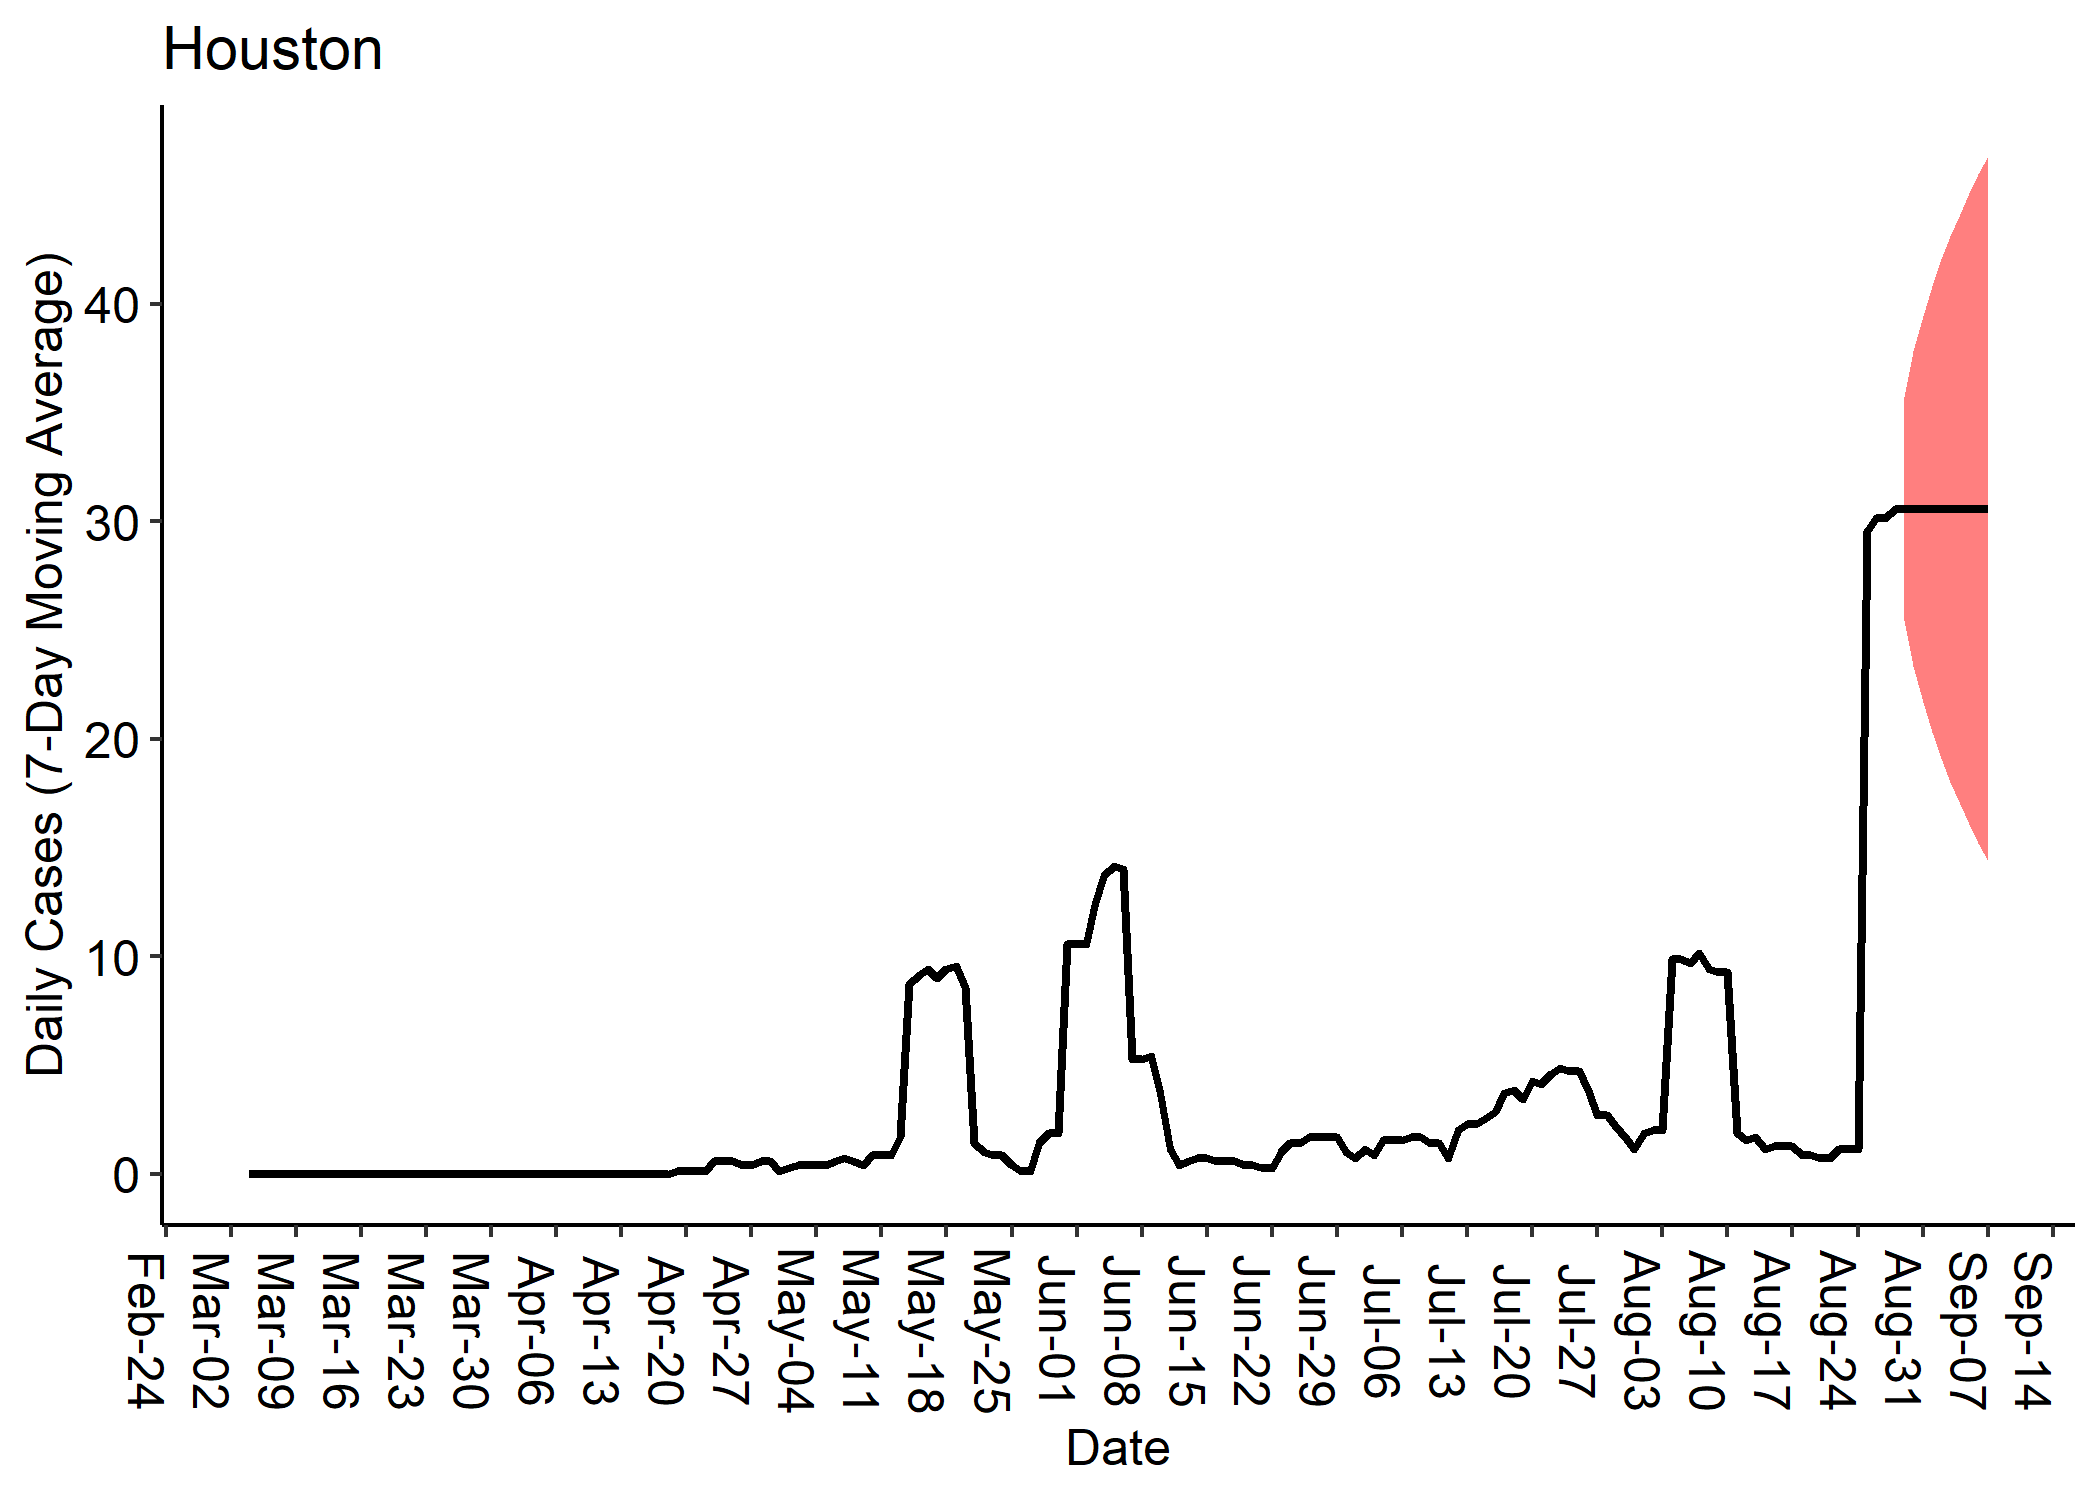 Houston
Daily Cases (7-Day Moving Average)
40
30
20
10
0
Feb-24
Mar-02
Mar-09
Mar-16
Mar-23
Mar-30
Apr-06
Apr-13
Apr-20
Apr-27
May-04
May-11
May-18
May-25
Jun-01
Jun-08
Jun-15
Jun-22
Jun-29
Jul-06
Jul-13
Jul-20
Jul-27
Aug-03
Aug-10
Aug-17
Aug-24
Aug-31
Sep-07
Sep-14
Date